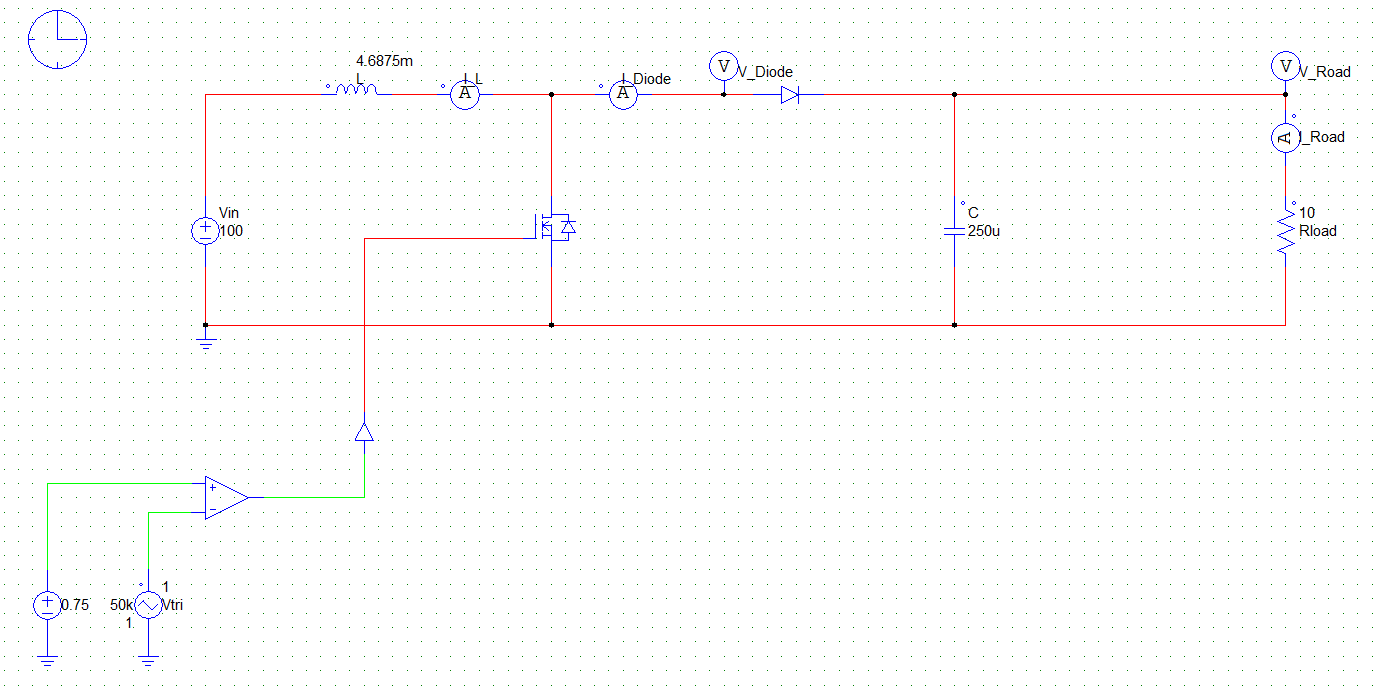 4.6875m
L
I_L
A
I_Diode
A
V
V_Diode
V
V_Road
A
I_Road
Vin
100
C
250u
10
Rload
0.75
1
50k
Vtri
1